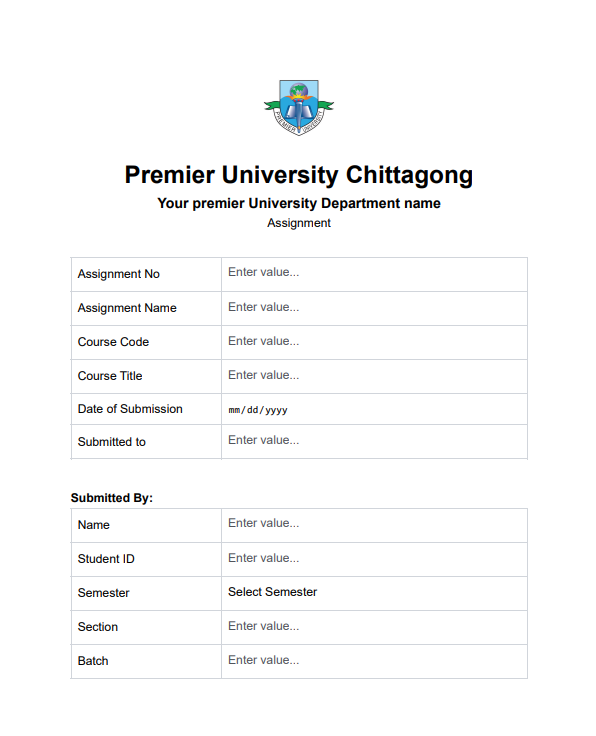 PREMIER UNIVERSITY
Premier University Chittagong
Your premier University Department name
Assignment
Assignment No Enter value...
Assignment Name Enter value...
Course Code Enter value...
Course Title Enter value...
Date of Submission mm/dd/yyyy
Submitted to Enter value...
Submitted By:
Name Enter value...
Student ID Enter value...
Semester Select Semester
Section Enter value...
Batch Enter value...